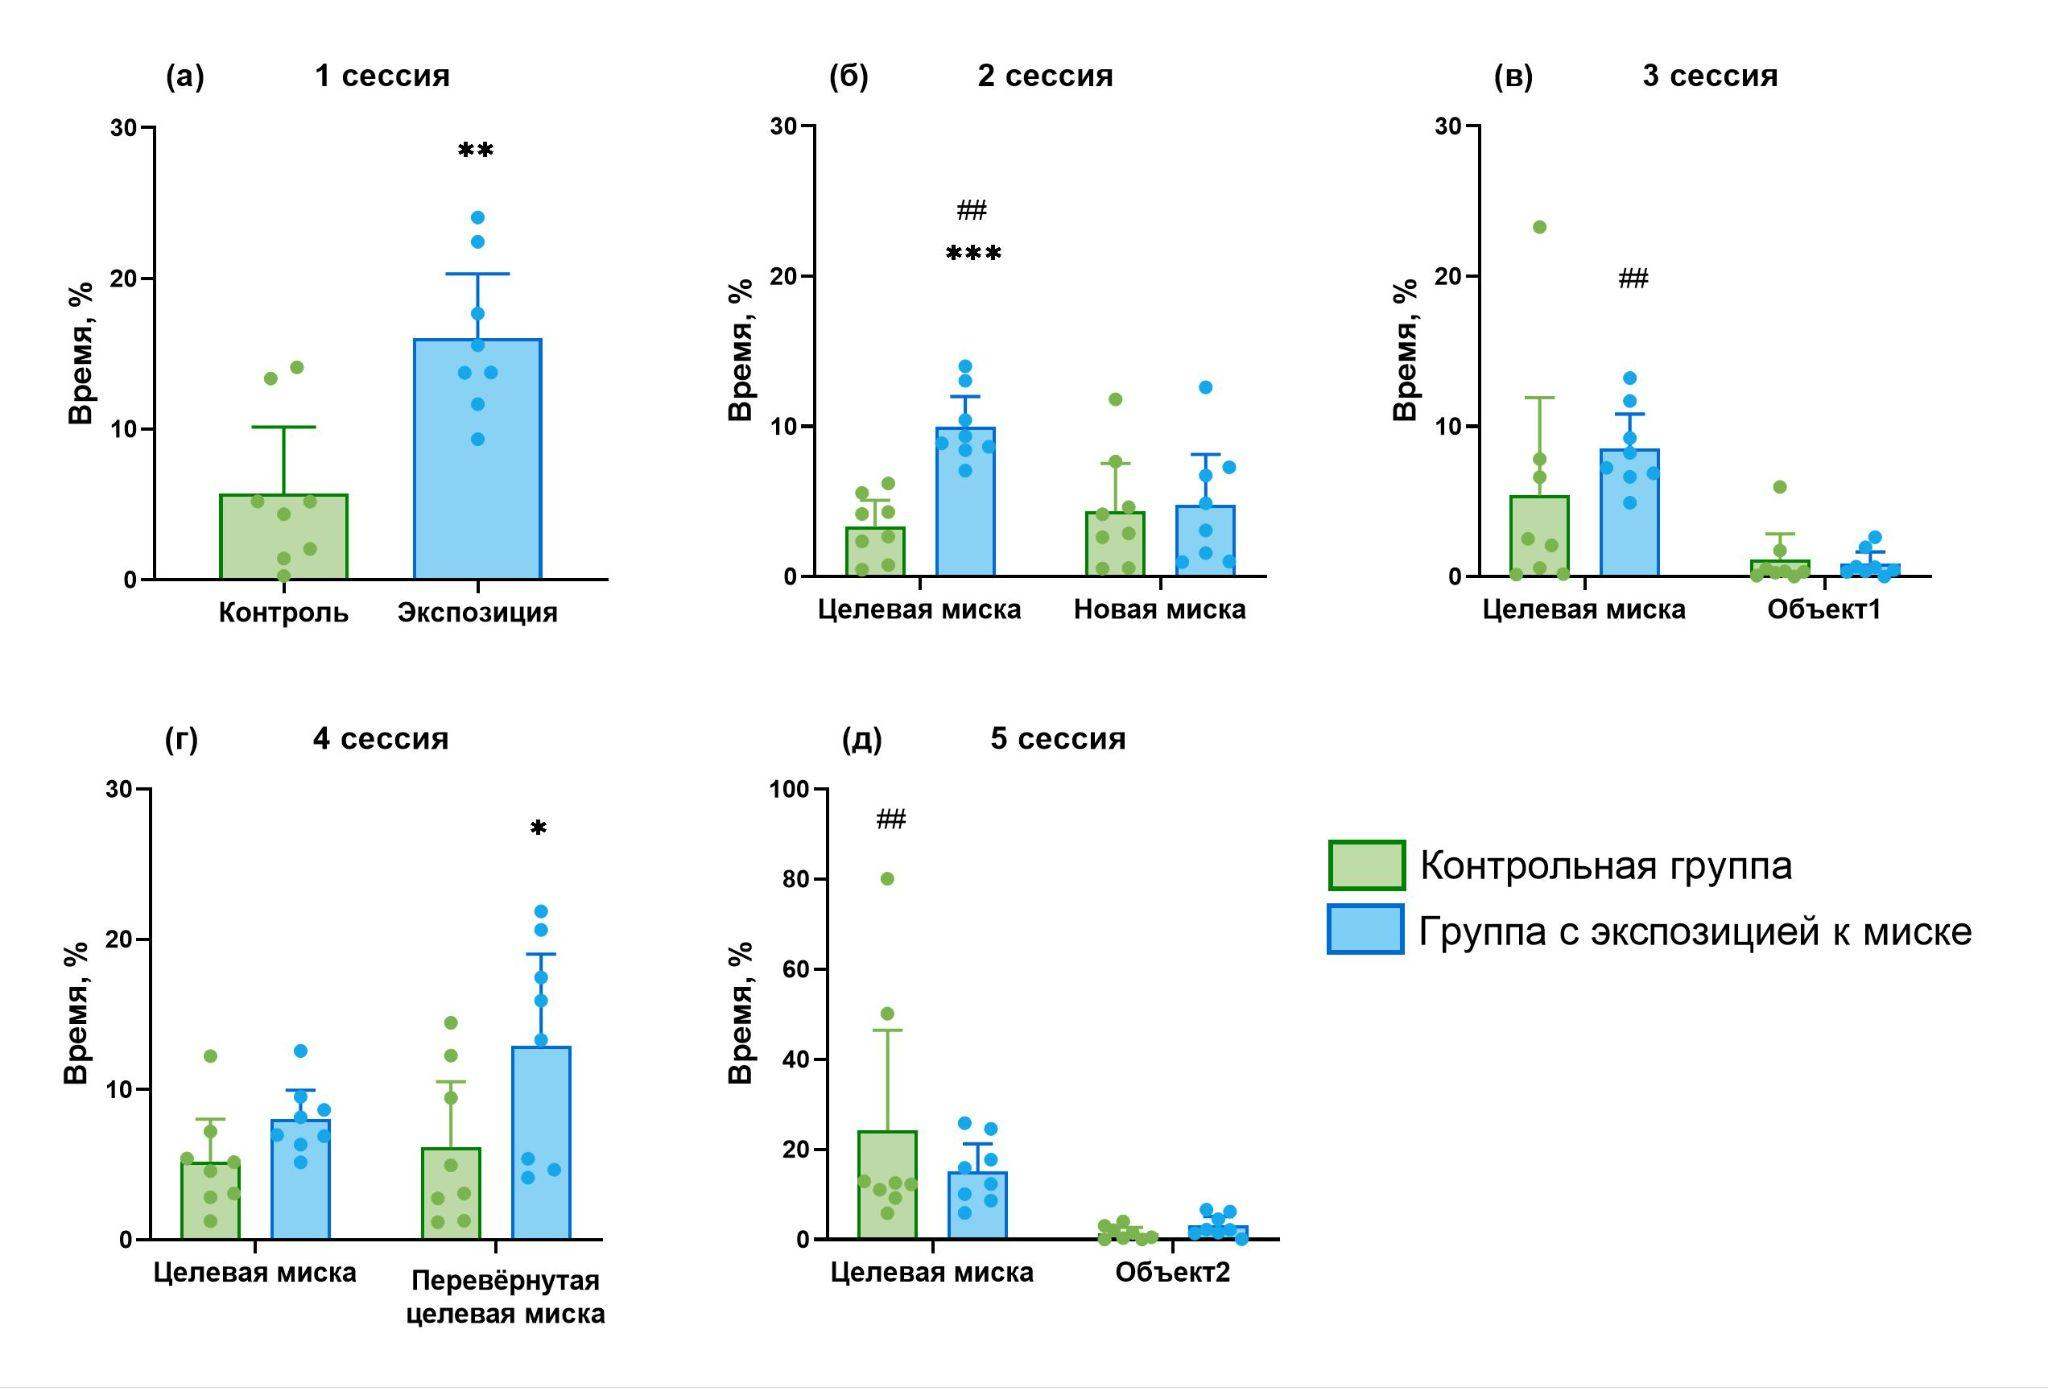 (а) 1 сессия
30
**
20
10
0
Время, %
Контроль Экспозиция
(б) 2 сессия
30
##
***
20
10
0
Время, %
Целевая миска Новая миска
(в) 3 сессия
30
##
20
10
0
Время, %
Целевая миска Объект1
(г) 4 сессия
30
*
20
10
0
Время, %
Целевая миска Перевёрнутая
целевая миска
(д) 5 сессия
100
##
80
60
40
20
0
Время, %
Целевая миска Объект2
Контрольная группа
Группа с экспозицией к миске